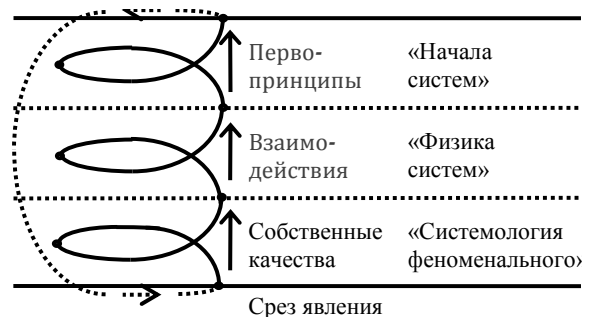 Перво-
принципы
«Начала
систем»
Взаимо-
действия
«Физика
систем»
Собственные
качества
«Системология
феноменального»
Срез явления